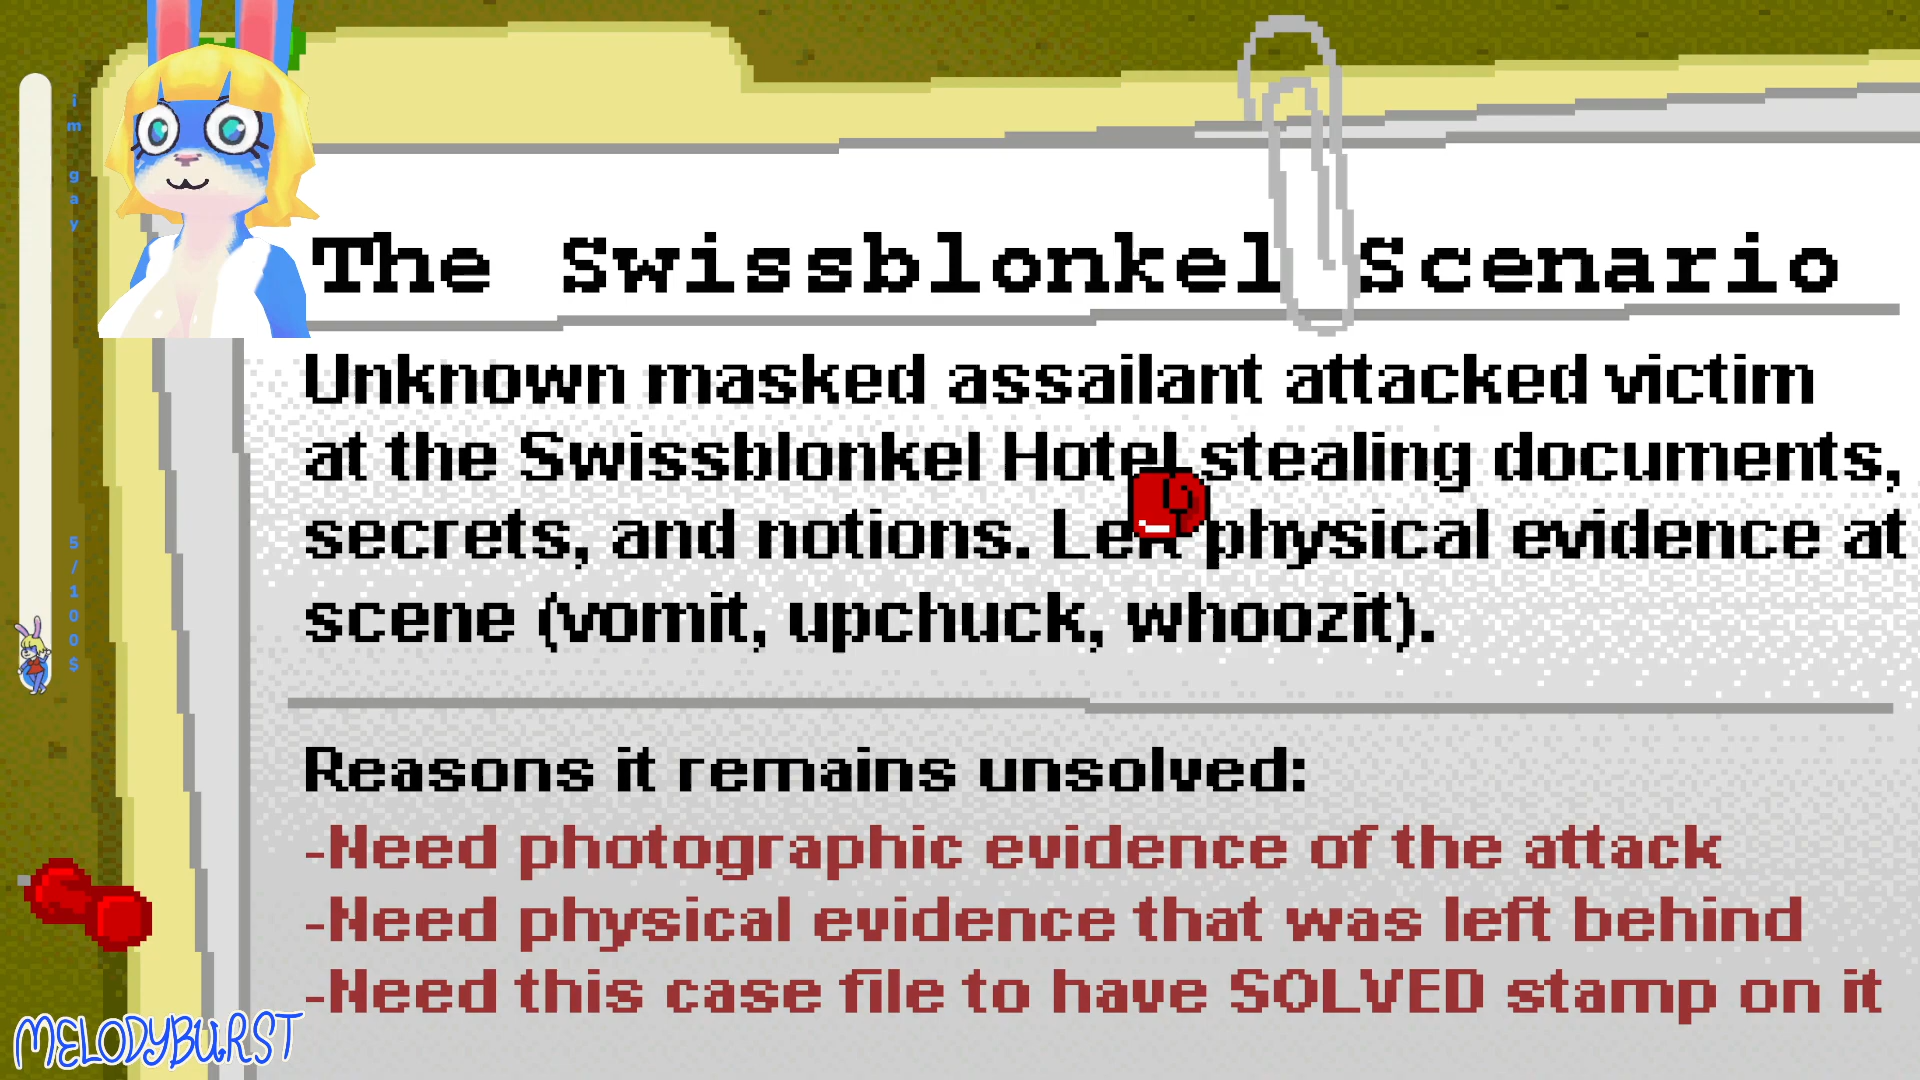 im gay
The Swissblonkel Scenario
Unknown masked assailant attacked victim
at the Swissblonkel Hotel stealing documents,
secrets, and notions. Left physical evidence at
scene (vomit, upchuck, whoozit).
Reasons it remains unsolved:
-Need photographic evidence of the attack
-Need physical evidence that was left behind
-Need this case file to have SOLVED stamp on it
5/100$
MELODYBURST